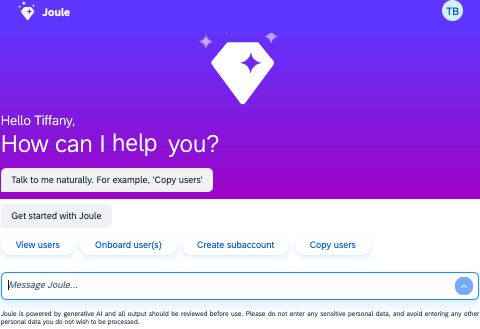 Joule
TB
Hello Tiffany,
How can I help you?
Talk to me naturally. For example, 'Copy users'
Get started with Joule
View users
Onboard user(s)
Create subaccount
Copy users
Message Joule...
Joule is powered by generative AI and all output should be reviewed before use. Please do not enter any sensitive personal data, and avoid entering any other
personal data you do not wish to be processed.